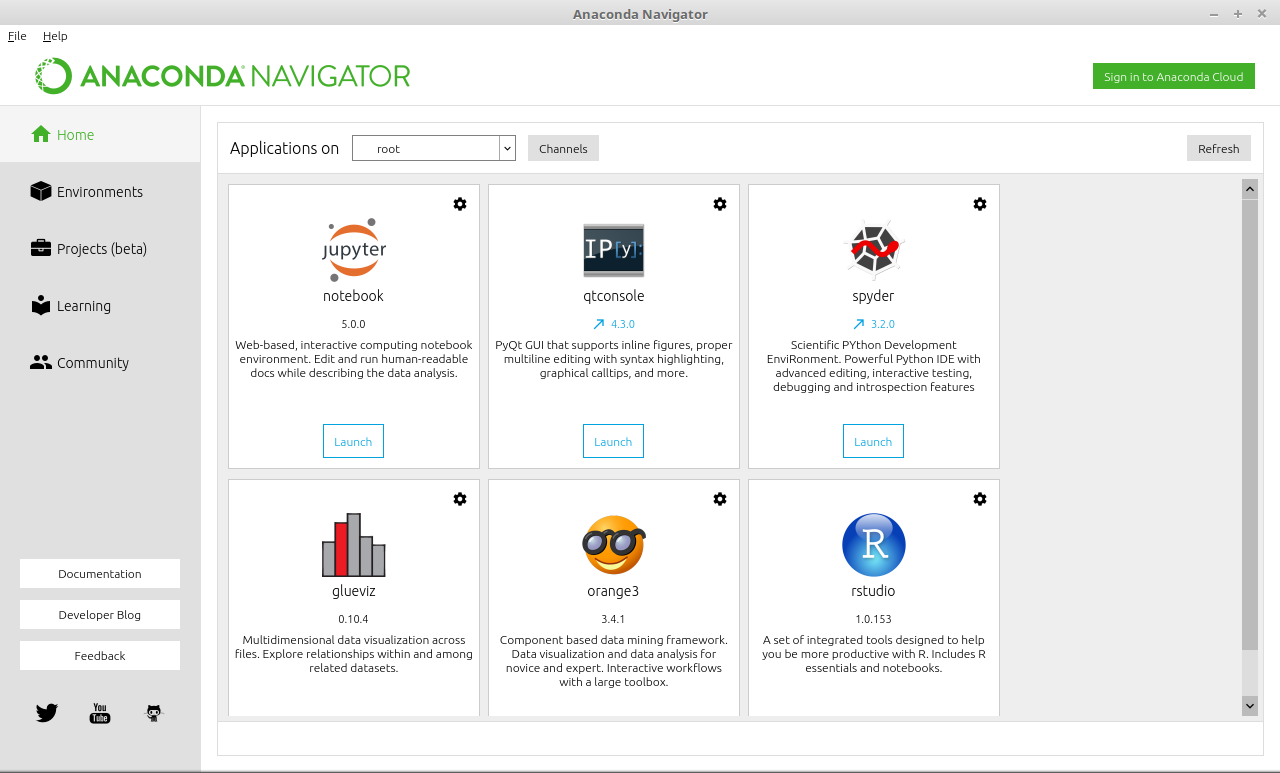 Anaconda Navigator
File Help
ANACONDA NAVIGATOR
Sign in to Anaconda Cloud
Home
Environments
Projects (beta)
Learning
Community
Documentation
Developer Blog
Feedback
You
Tube
Applications on root Channels Refresh
jupyter
notebook
5.0.0
Web-based, interactive computing notebook
environment. Edit and run human-readable
docs while describing the data analysis.
Launch
IP[y]:
qtconsole
4.3.0
PyQt GUI that supports inline figures, proper
multiline editing with syntax highlighting,
graphical calltips, and more.
Launch
spyder
3.2.0
Scientific PYthon Development
EnviRonment. Powerful Python IDE with
advanced editing, interactive testing,
debugging and introspection features
Launch
glueviz
0.10.4
Multidimensional data visualization across
files. Explore relationships within and among
related datasets.
orange3
3.4.1
Component based data mining framework.
Data visualization and data analysis for
novice and expert. Interactive workflows
with a large toolbox.
R
rstudio
1.0.153
A set of integrated tools designed to help
you be more productive with R. Includes R
essentials and notebooks.